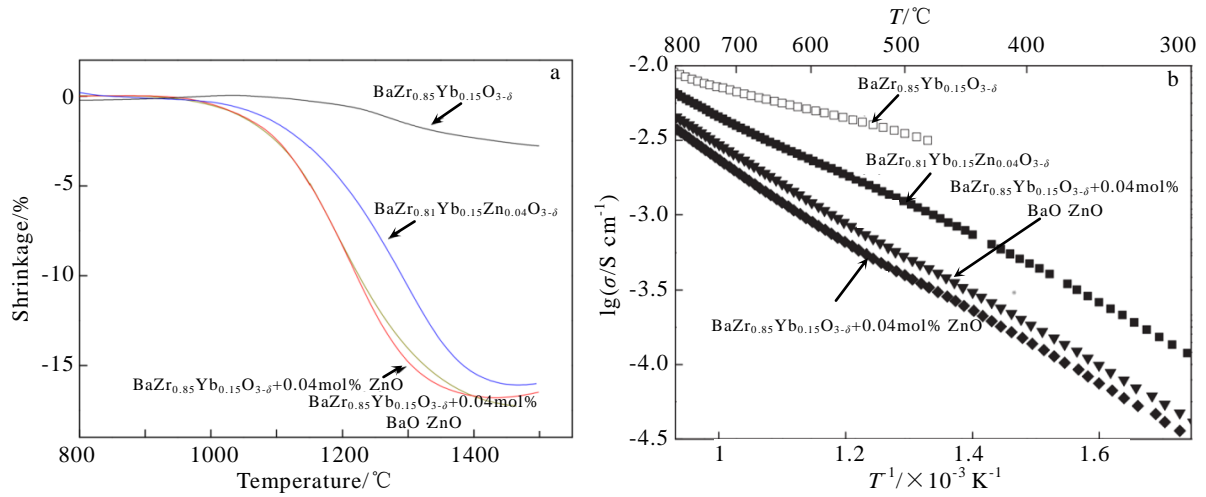 a
Shrinkage/%
0
-5
-10
-15
800
1000
1200
1400
Temperature/℃
BaZr0.85Yb0.15O3-δ
BaZr0.81Yb0.15Zn0.04O3-δ
BaZr0.85Yb0.15O3-δ+0.04mol% ZnO
BaZr0.85Yb0.15O3-δ+0.04mol%
BaO ZnO
T/℃
800 700 600 500 400 300
b
lg(σ/S cm-1)
-2.0
-2.5
-3.0
-3.5
-4.0
-4.5
BaZr0.85Yb0.15O3-δ
BaZr0.81Yb0.15Zn0.04O3-δ
BaZr0.85Yb0.15O3-δ+0.04mol%
BaO ZnO
BaZr0.85Yb0.15O3-δ+0.04mol% ZnO
1 1.2 1.4 1.6
T-1/×10-3 K-1